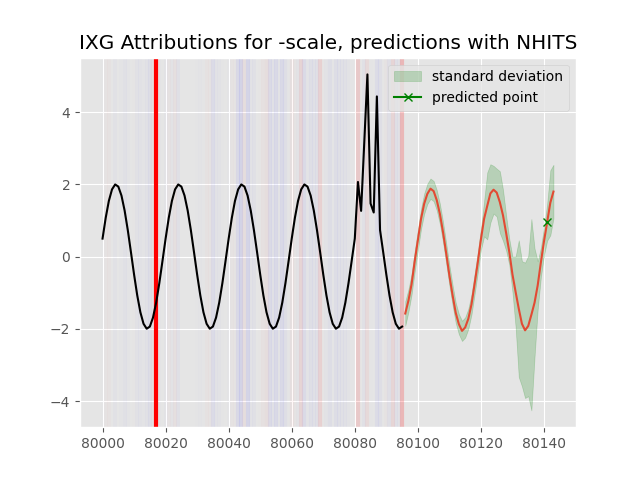 IXG Attributions for -scale, predictions with NHITS
standard deviation
predicted point
4
2
0
−2
−4
80000 80020 80040 80060 80080 80100 80120 80140